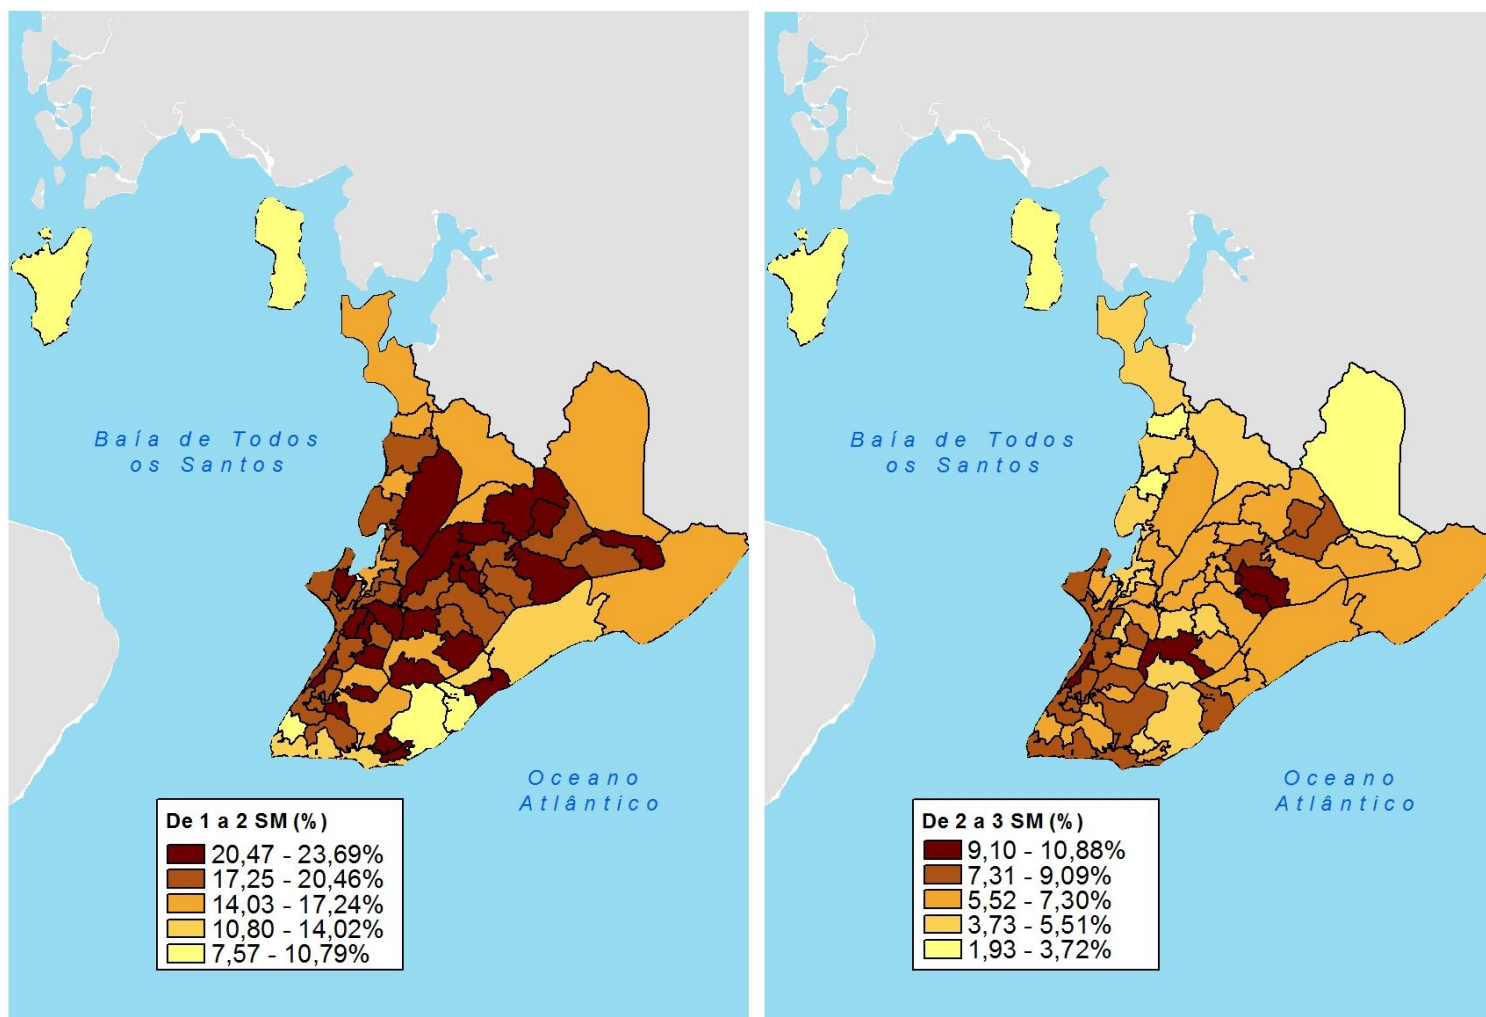 Baía de Todos
os Santos
Oceano
Atlântico
De 1 a 2 SM (%)
20,47 - 23,69%
17,25 - 20,46%
14,03 - 17,24%
10,80 - 14,02%
7,57 - 10,79%
Baía de Todos
os Santos
Oceano
Atlântico
De 2 a 3 SM (%)
9,10 - 10,88%
7,31 - 9,09%
5,52 - 7,30%
3,73 - 5,51%
1,93 - 3,72%